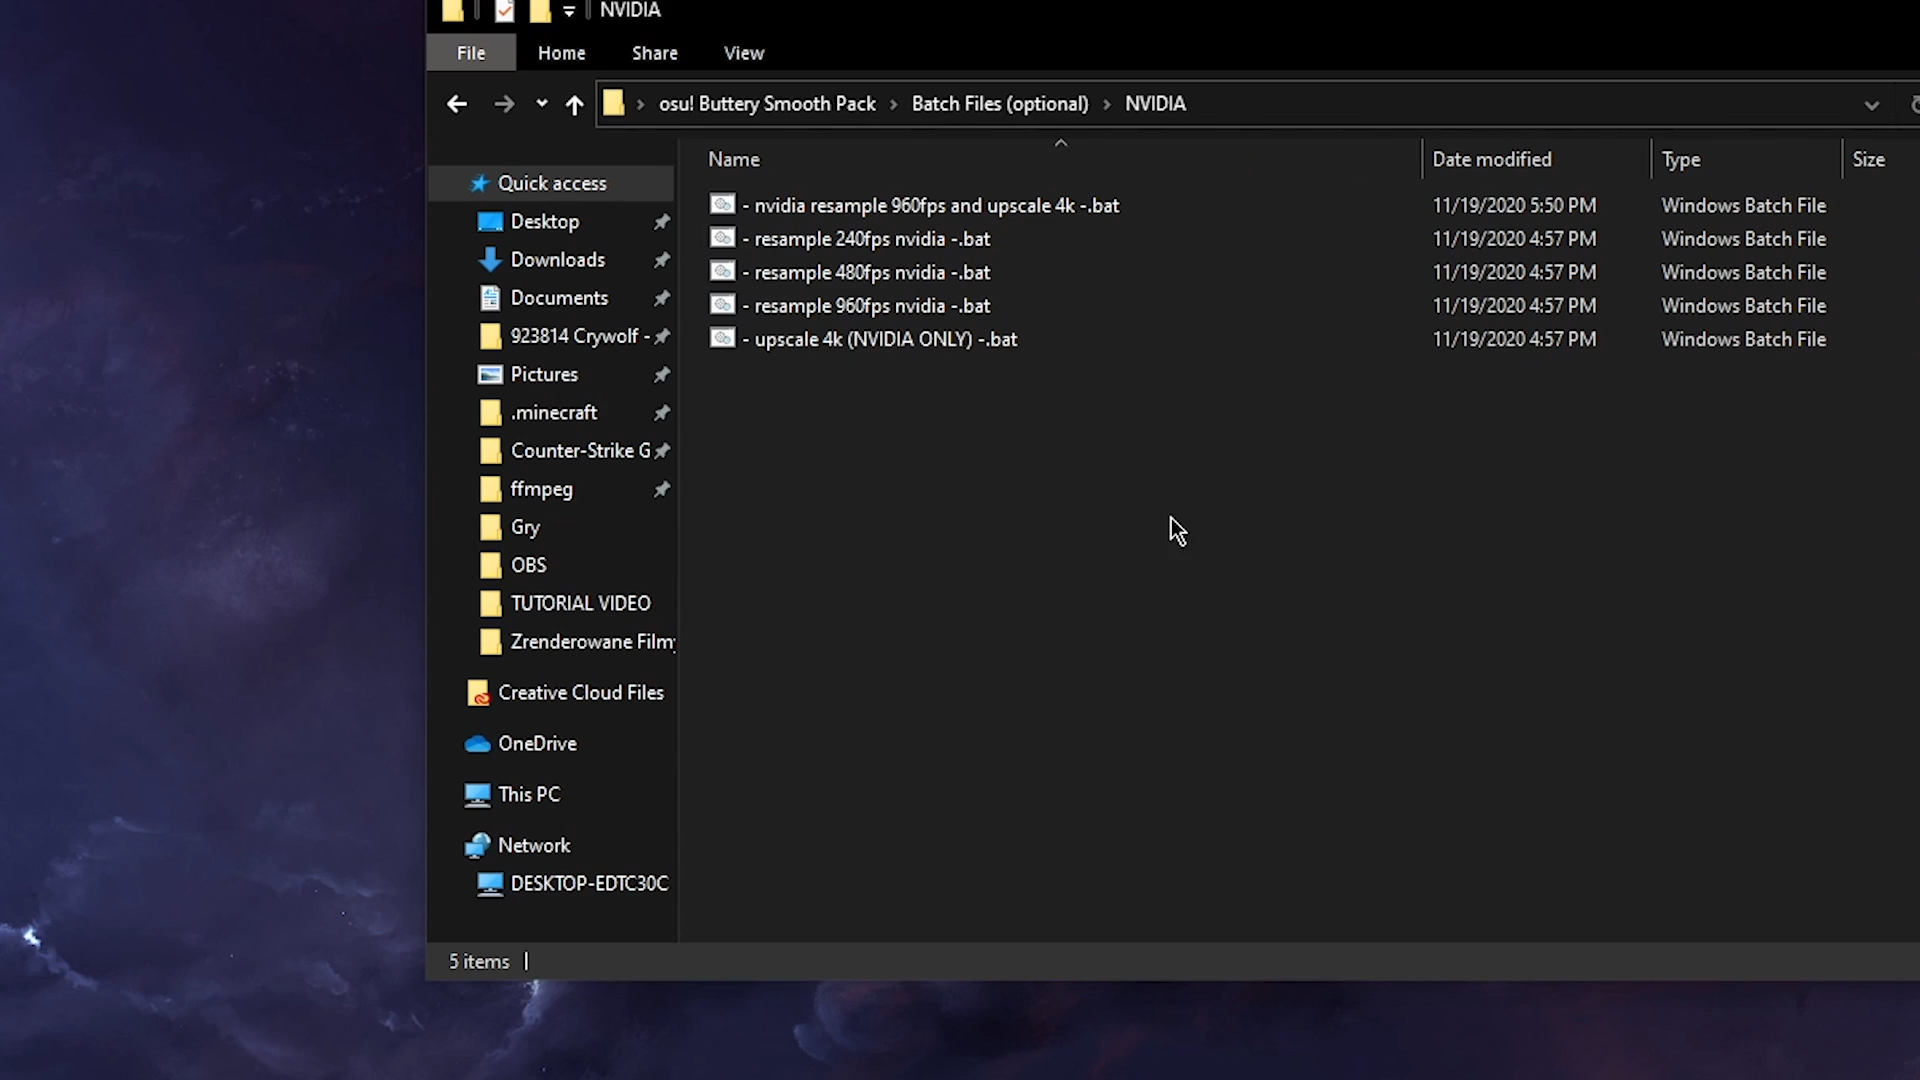 NVIDIA
File Home Share View
osu! Buttery Smooth Pack Batch Files (optional) NVIDIA
Name Date modified Type Size
Quick access
Desktop
Downloads
Documents
923814 Crywolf -
Pictures
.minecraft
Counter-Strike G
ffmpeg
Gry
OBS
TUTORIAL VIDEO
Zrenderowane Filmy
Creative Cloud Files
OneDrive
This PC
Network
DESKTOP-EDTC30C
- nvidia resample 960fps and upscale 4k -.bat 11/19/2020 5:50 PM Windows Batch File
- resample 240fps nvidia -.bat 11/19/2020 4:57 PM Windows Batch File
- resample 480fps nvidia -.bat 11/19/2020 4:57 PM Windows Batch File
- resample 960fps nvidia -.bat 11/19/2020 4:57 PM Windows Batch File
- upscale 4k (NVIDIA ONLY) -.bat 11/19/2020 4:57 PM Windows Batch File
5 items